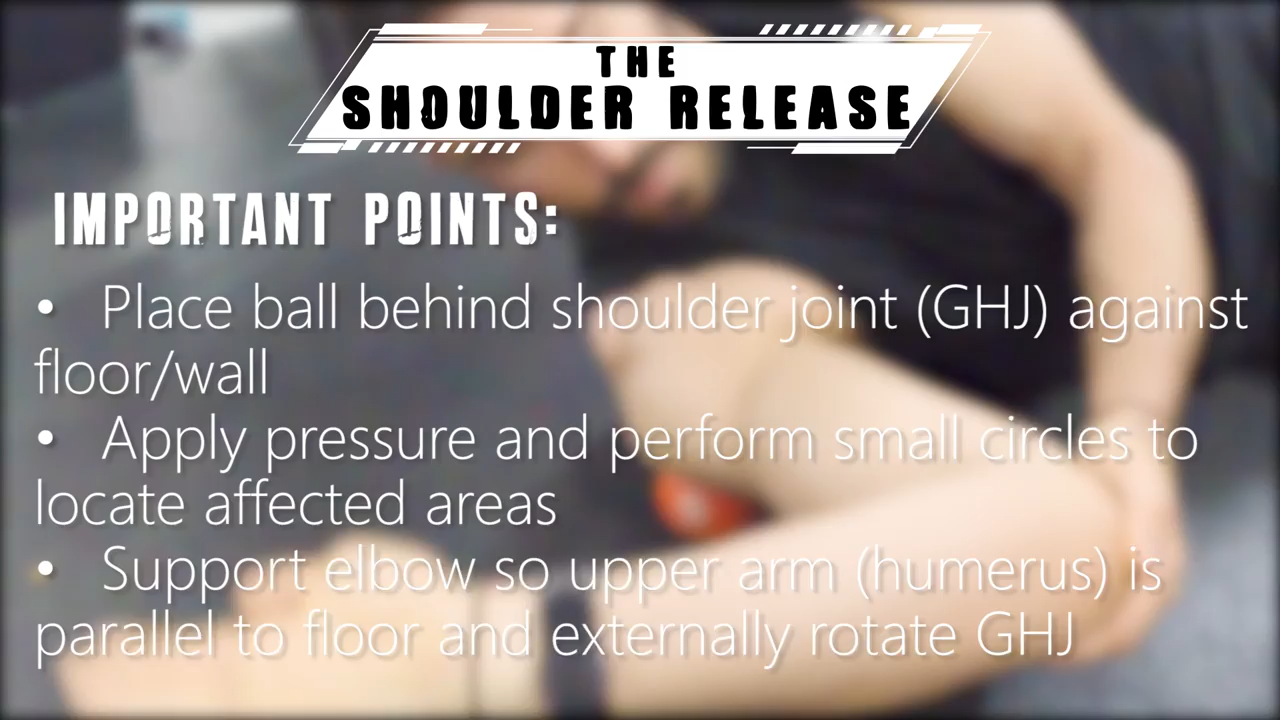 THE
SHOULDER RELEASE
IMPORTANT POINTS:
• Place ball behind shoulder joint (GHJ) against
floor/wall
• Apply pressure and perform small circles to
locate affected areas
• Support elbow so upper arm (humerus) is
parallel to floor and externally rotate GHJ